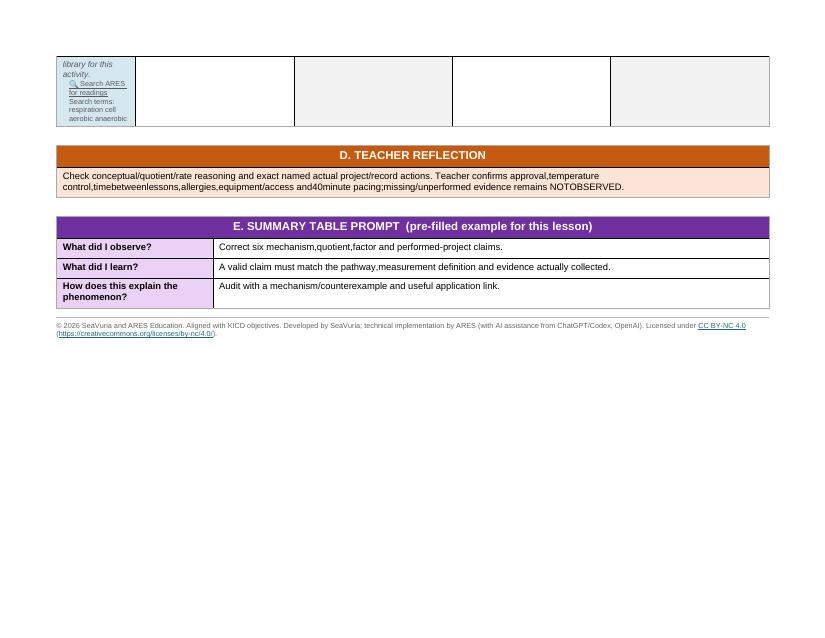 library for this
activity.
🔍 Search ARES
for readings
Search terms:
respiration cell
aerobic anaerobic
D. TEACHER REFLECTION
Check conceptual/quotient/rate reasoning and exact named actual project/record actions. Teacher confirms approval,temperature
control,timebetweenlessons,allergies,equipment/access and40minute pacing;missing/unperformed evidence remains NOTOBSERVED.
E. SUMMARY TABLE PROMPT (pre-filled example for this lesson)
What did I observe?
Correct six mechanism,quotient,factor and performed-project claims.
What did I learn?
A valid claim must match the pathway,measurement definition and evidence actually collected.
How does this explain the
phenomenon?
Audit with a mechanism/counterexample and useful application link.
© 2026 SeaVuria and ARES Education. Aligned with KICD objectives. Developed by SeaVuria; technical implementation by ARES (with AI assistance from ChatGPT/Codex, OpenAI). Licensed under CC BY-NC 4.0
(https://creativecommons.org/licenses/by-nc/4.0/).